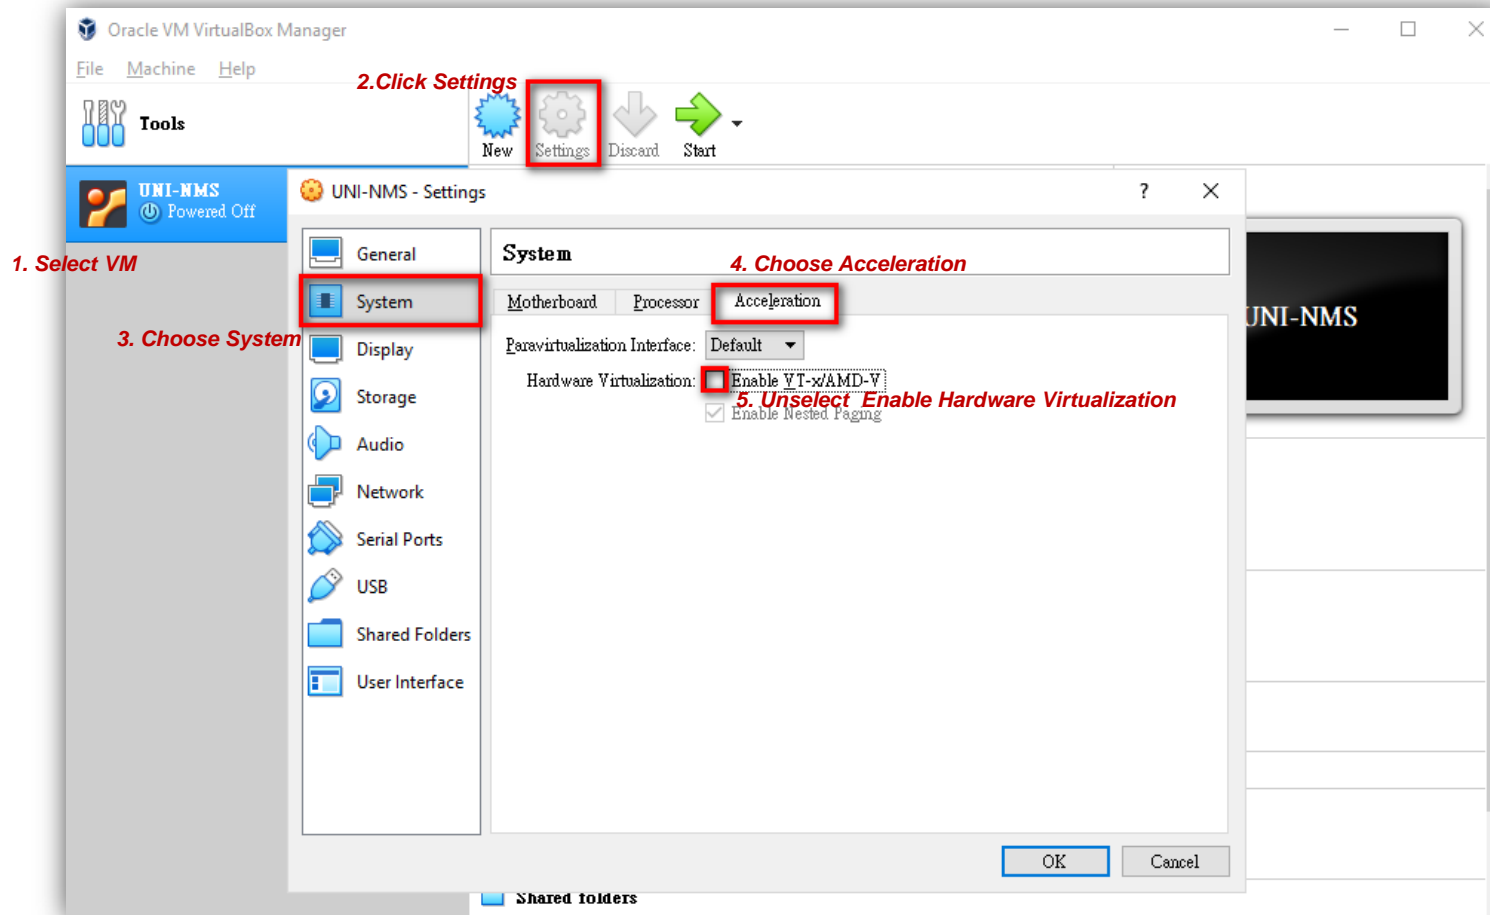 Oracle VM VirtualBox Manager
File Machine Help
2.Click Settings
Tools
New Settings Discard Start
UNI-NMS
Powered Off
UNI-NMS - Settings
?
1. Select VM
General
System
4. Choose Acceleration
System
Motherboard Processor Acceleration
UNI-NMS
3. Choose System
Display
Paravirtualization Interface: Default
Hardware Virtualization: Enable VT-x/AMD-V
5. Unselect Enable Hardware Virtualization
Enable Nested Paging
Storage
Audio
Network
Serial Ports
USB
Shared Folders
User Interface
OK Cancel
Shared folders